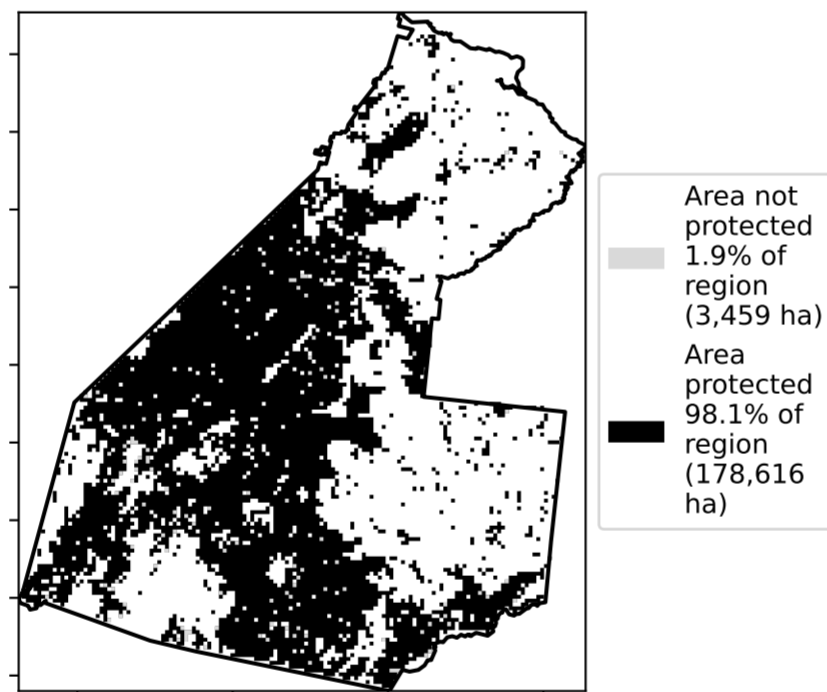 Area not
protected
1.9% of
region
(3,459 ha)
Area
protected
98.1% of
region
(178,616
ha)